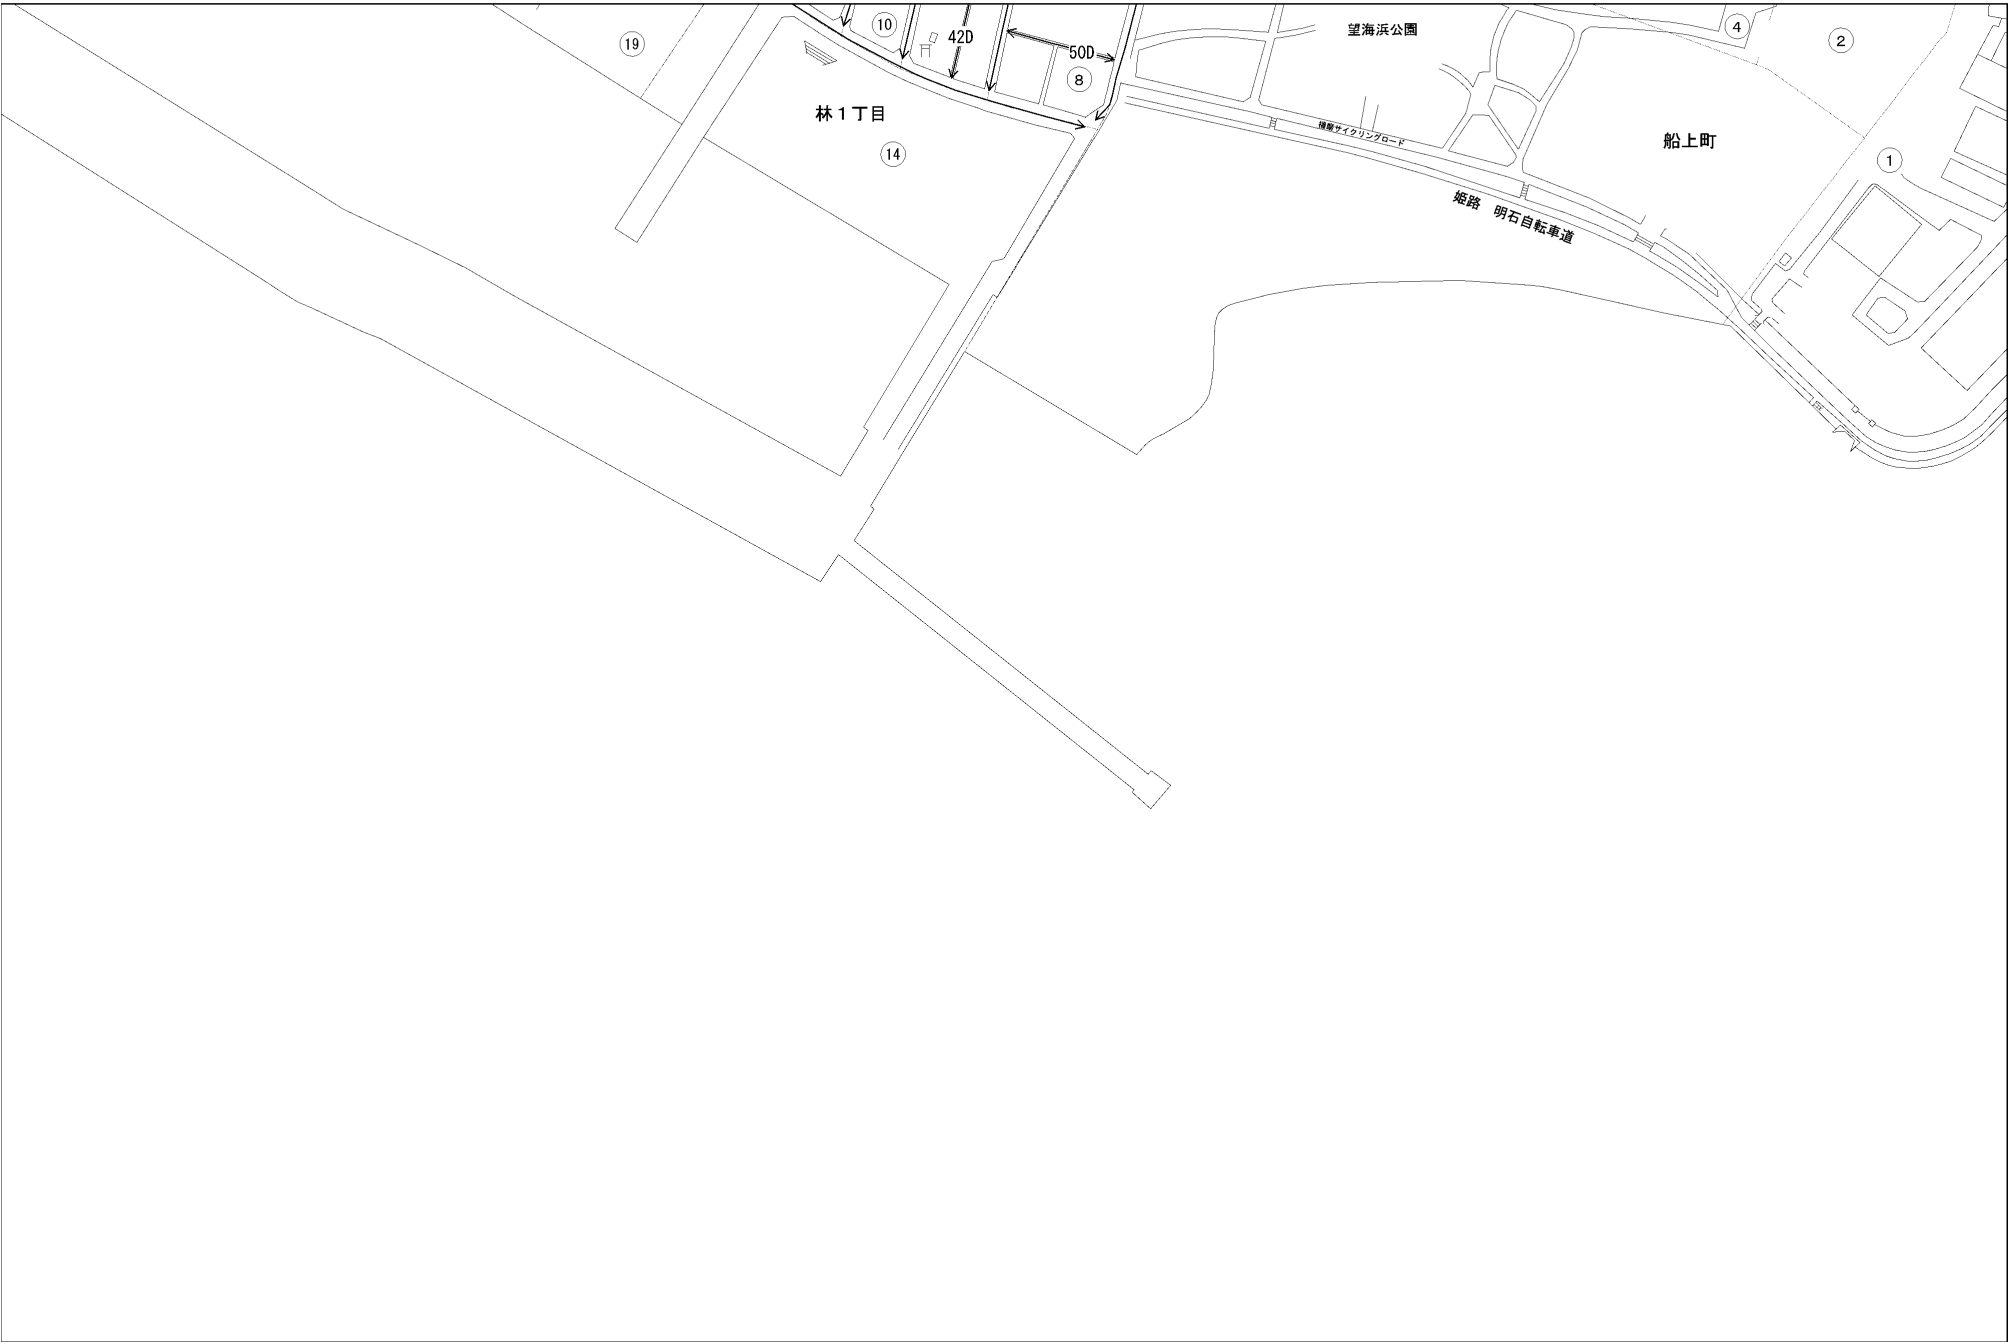 ⑩
42D
50D
⑧
⑲
望海浜公園
④
②
林1丁目
⑭
播磨サイクリングロード
船上町
①
姫路 明石自転車道